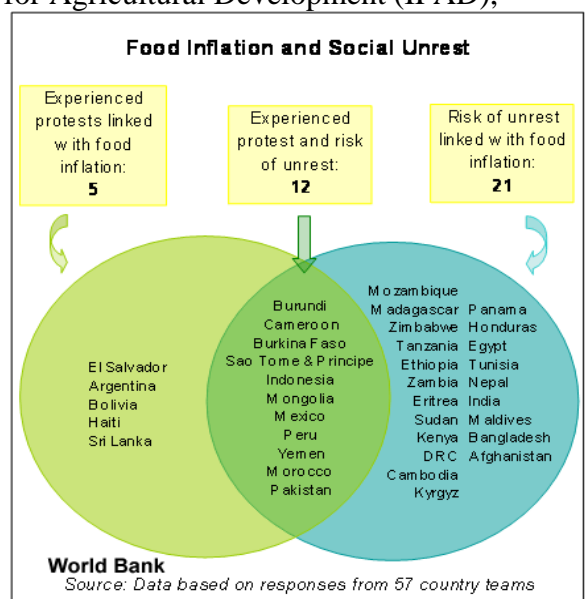 for Agricultural Development (IFAD),
Food Inflation and Social Unrest
Experienced
protests linked
with food
inflation:
5
Experienced
protest and risk
of unrest:
12
Risk of unrest
linked with food
inflation:
21
El Salvador
Argentina
Bolivia
Haiti
Sri Lanka
Burundi
Cameroon
Burkina Faso
Sao Tome & Principe
Indonesia
Mongolia
Mexico
Peru
Yemen
Morocco
Pakistan
Mozambique
Madagascar Panama
Zimbabwe Honduras
Tanzania Egypt
Ethiopia Tunisia
Zambia Nepal
Eritrea India
Sudan Maldives
Kenya Bangladesh
DRC Afghanistan
Cambodia
Kyrgyz
World Bank
Source: Data based on responses from 57 country teams